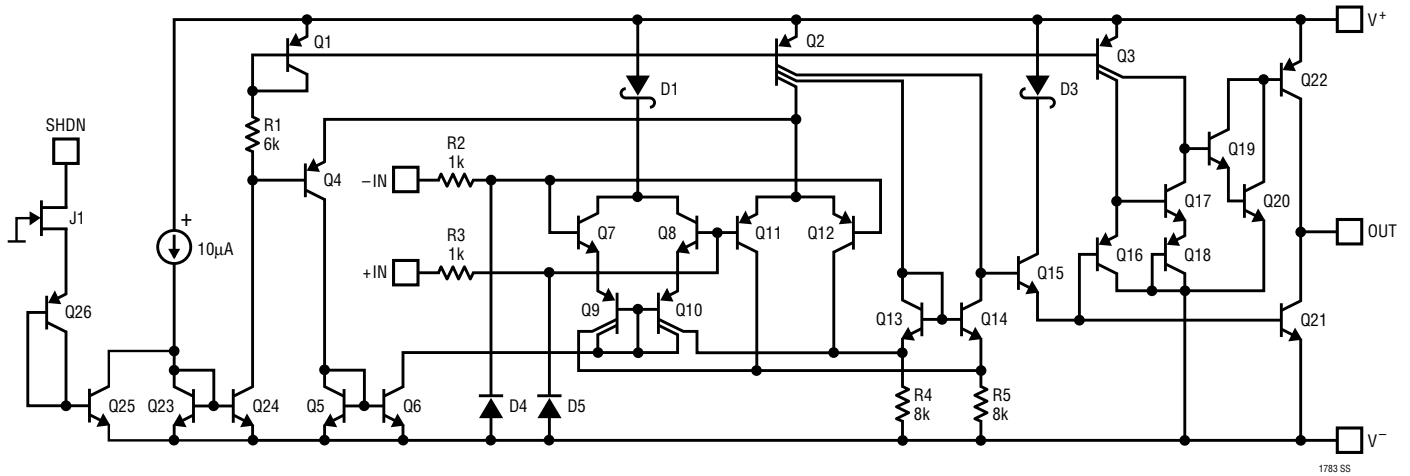 V+
Q1
Q2
Q3
D1
D3
Q22
R1
6k
SHDN
R2
1k
Q19
−IN
Q4
J1
+
10µA
Q7
Q8
Q11
Q12
Q17
Q20
OUT
R3
1k
+IN
Q15
Q16
Q18
Q26
Q9
Q10
Q13
Q14
Q21
Q25
Q23
Q24
Q5
Q6
D4
D5
R4
8k
R5
8k
V−
1783 SS